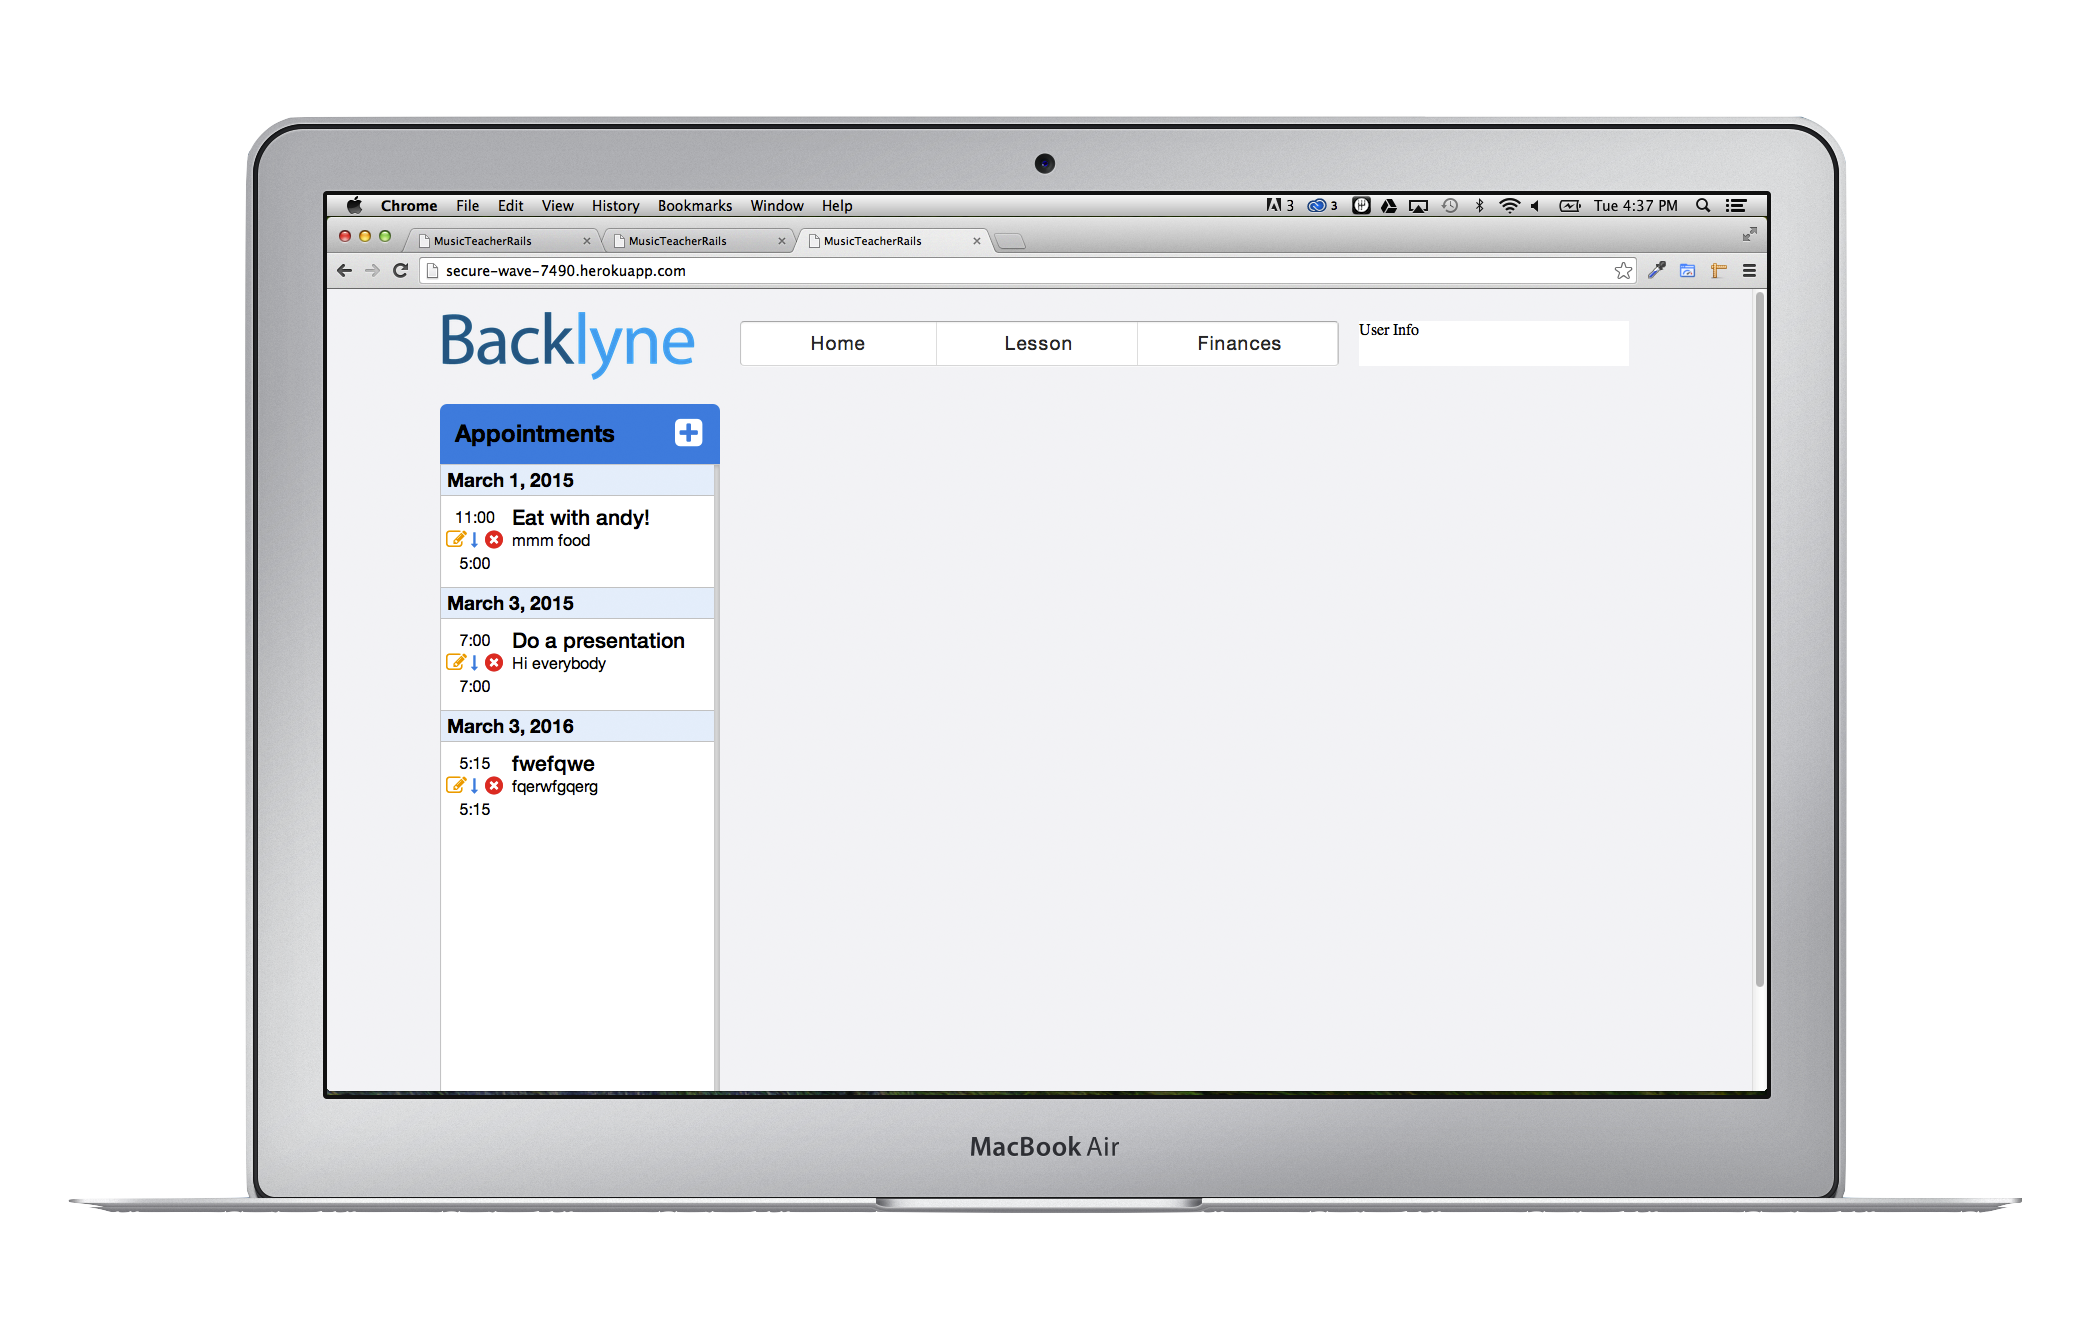 Chrome File Edit View History Bookmarks Window Help 3 3 Tue 4:37 PM
MusicTeacherRails MusicTeacherRails MusicTeacherRails
secure-wave-7490.herokuapp.com
Backlyne
Home Lesson Finances
User Info
Appointments
March 1, 2015
11:00 Eat with andy!
mmm food
5:00
March 3, 2015
7:00 Do a presentation
Hi everybody
7:00
March 3, 2016
5:15 fwefqwe
fqerwfgqerg
5:15
MacBook Air